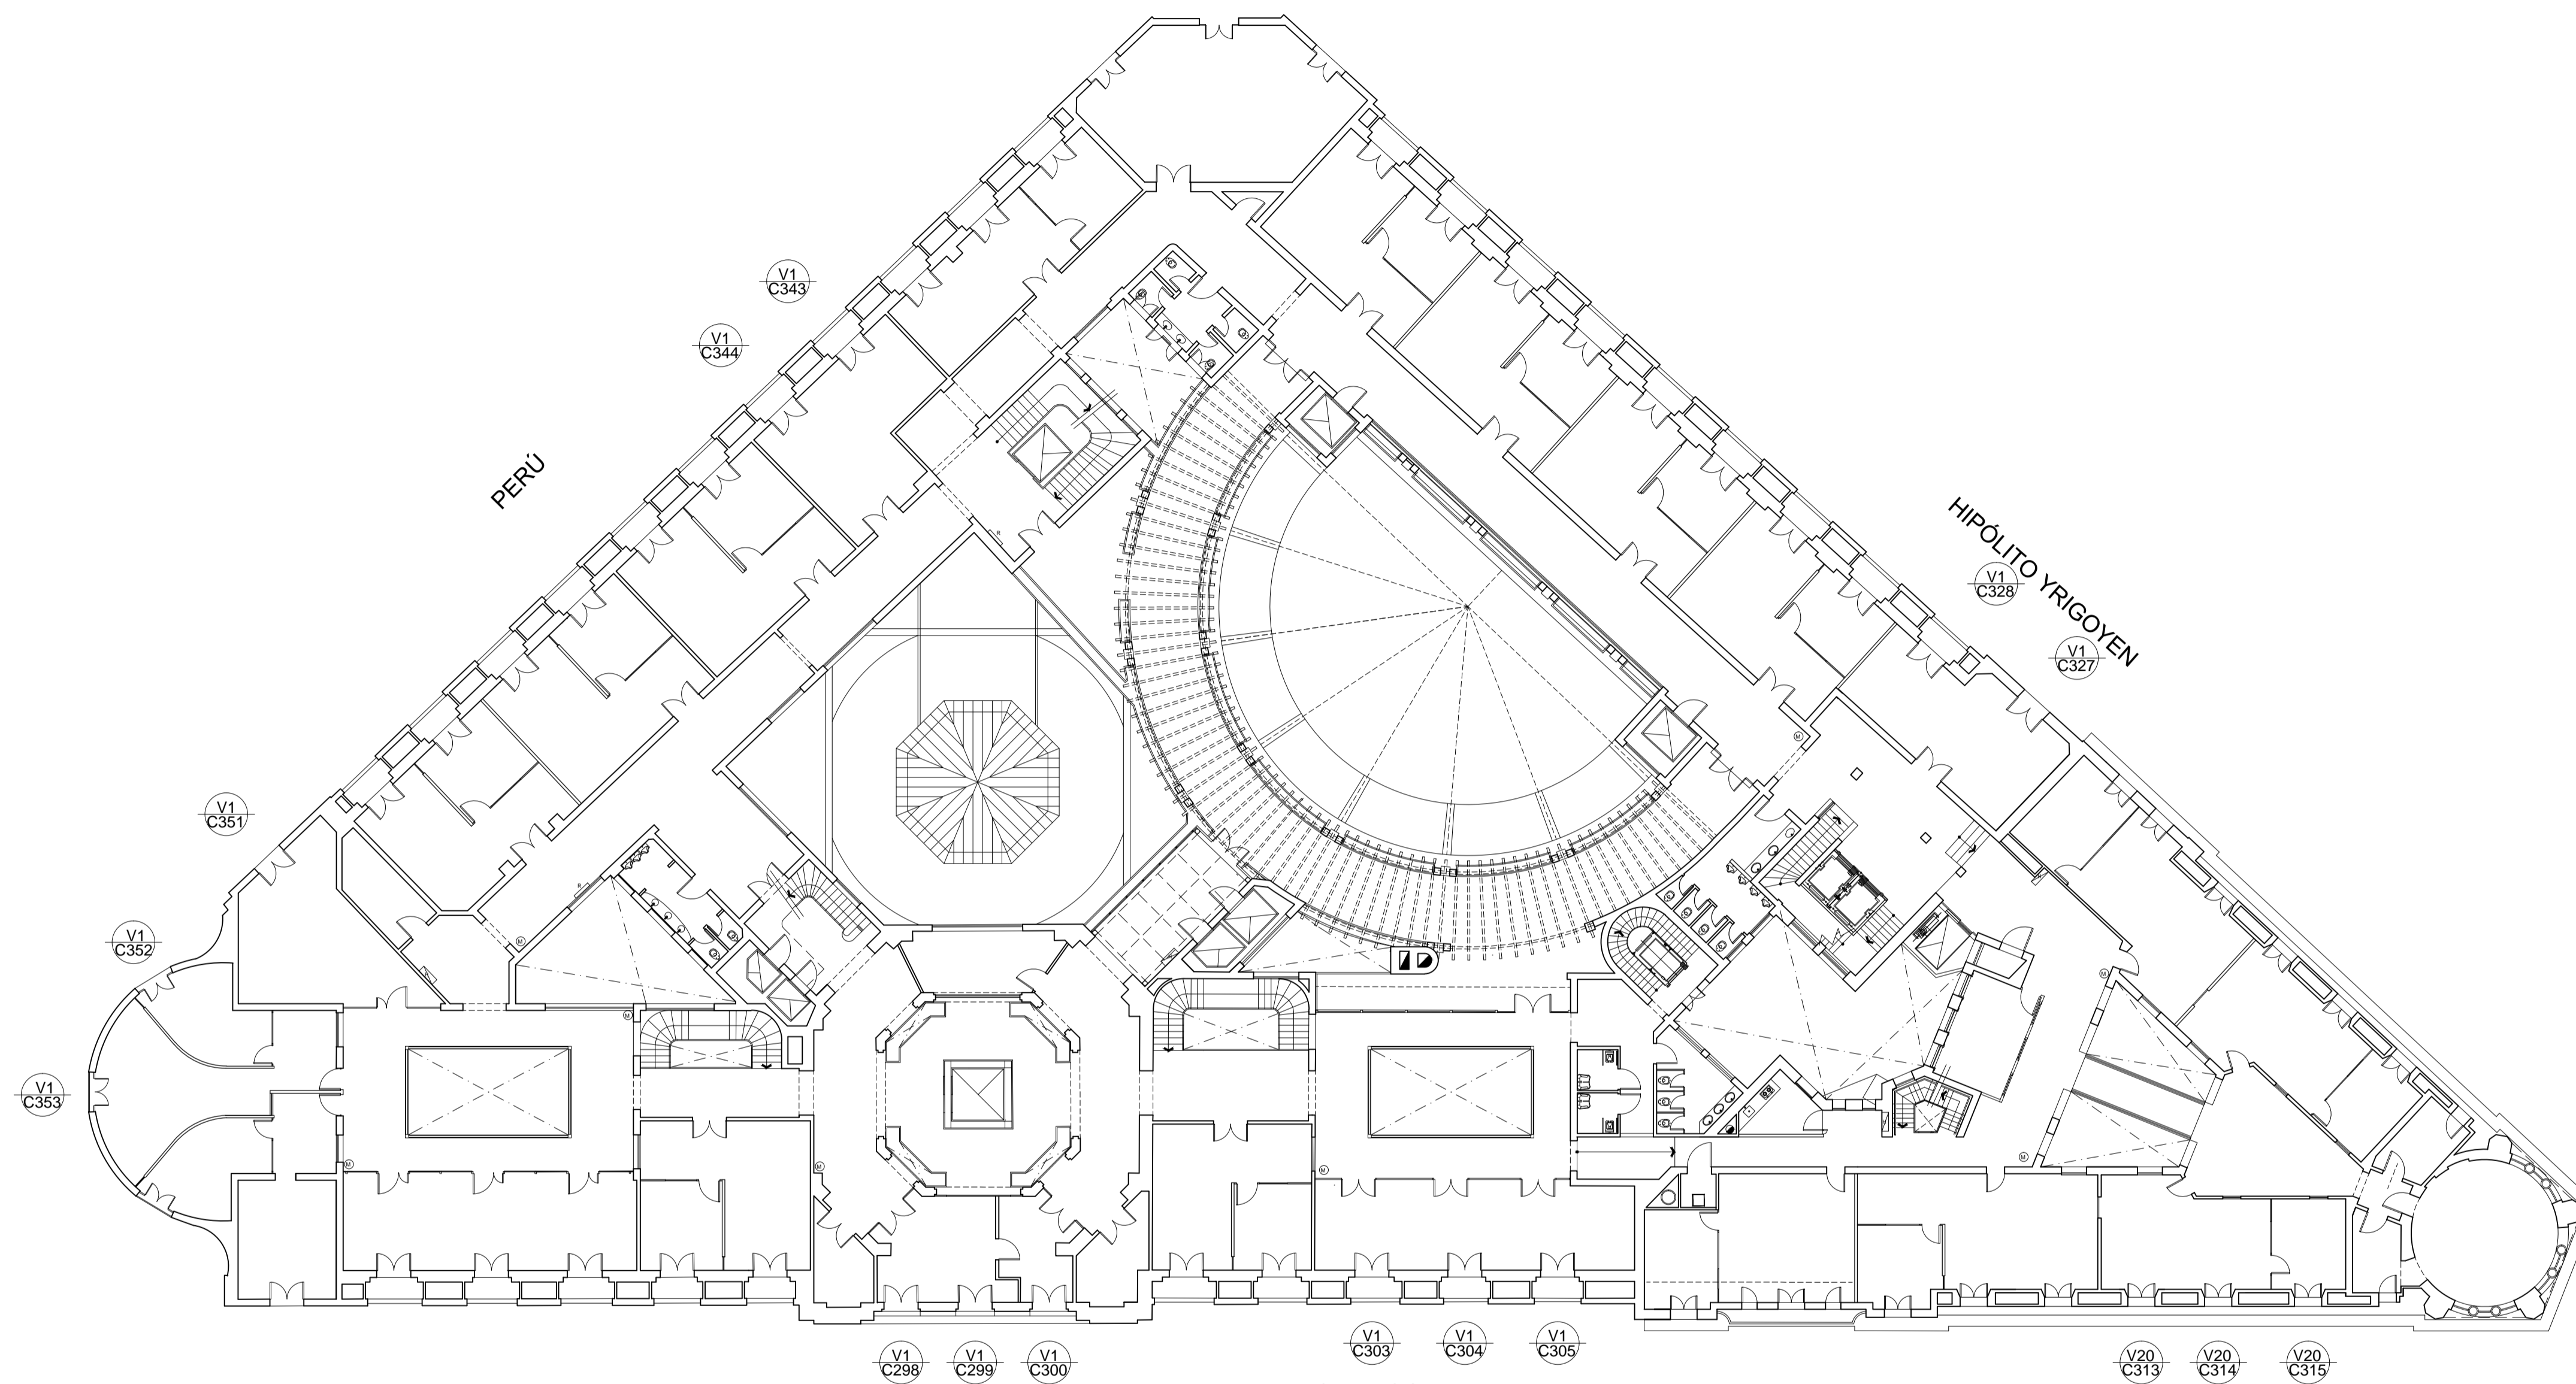 V1
C343
V1
C344
PERÚ
R
HIPÓLITO YRIGOYEN
V1
C328
V1
C327
M
V1
C351
R
V1
C352
M
M
M
V1
C353
M
M
M
M
V1
C298
V1
C299
V1
C300
V1
C303
V1
C304
V1
C305
V20
C313
V20
C314
V20
C315